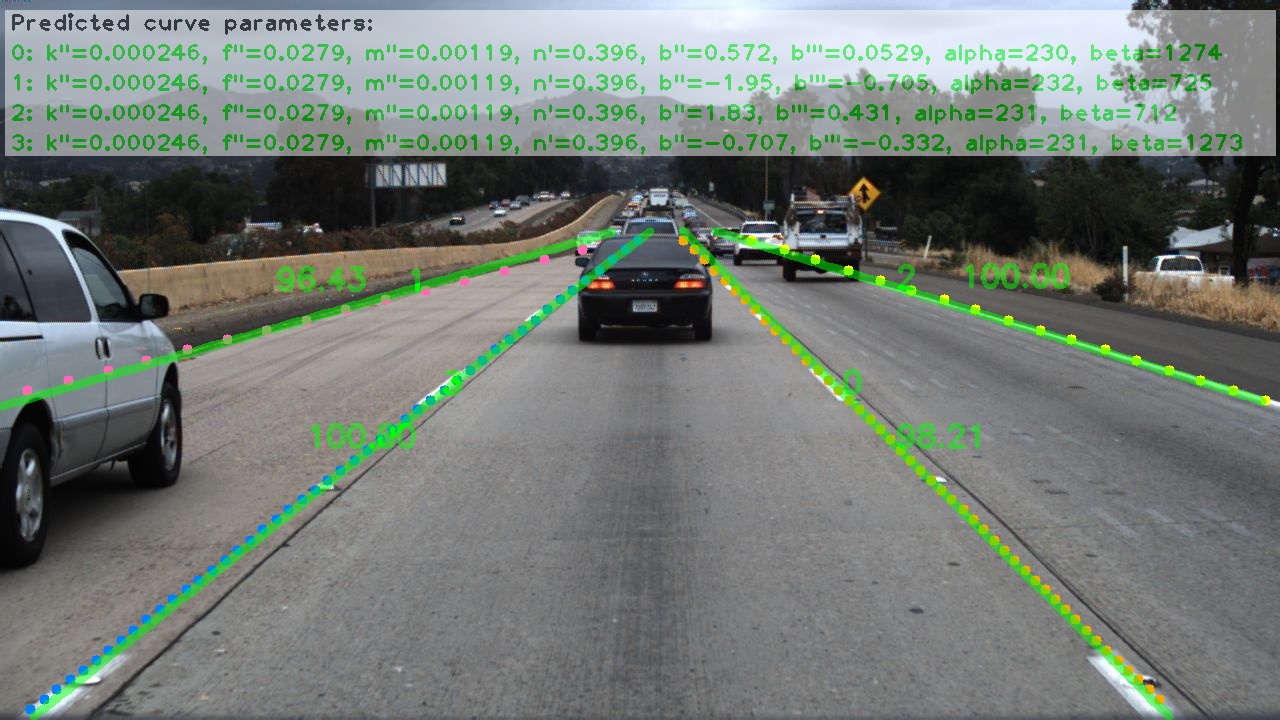 Predicted curve parameters:
0: k''=0.000246, f''=0.0279, m''=0.00119, n'=0.396, b''=0.572, b'''=0.0529, alpha=230, beta=1274
1: k''=0.000246, f''=0.0279, m''=0.00119, n'=0.396, b''=-1.95, b'''=-0.705, alpha=232, beta=725
2: k''=0.000246, f''=0.0279, m''=0.00119, n'=0.396, b''=1.83, b'''=0.431, alpha=231, beta=712
3: k''=0.000246, f''=0.0279, m''=0.00119, n'=0.396, b''=-0.707, b'''=-0.332, alpha=231, beta=1273
96.43 1
2 100.00
0
100.00
98.21